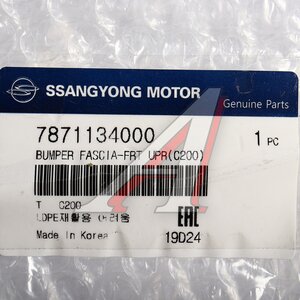 SSANGYONG MOTOR
Genuine Parts
7871134000
1 PC
BUMPER FASCIA-FRT UPR(C200)
T C200
LDPE재활용 어려움
EAC
Made in Korea
19D24